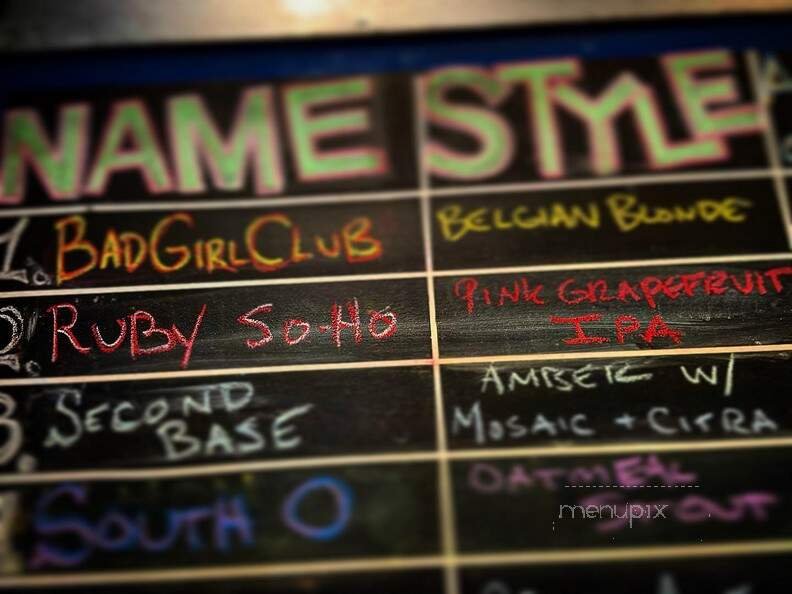 NAME STYLE
1. BADGIRLCLUB BELGIAN BLONDE
2. RUBY SO-HO PINK GRAPEFRUIT
IPA
3. SECOND
BASE
AMBER W/
MOSAIC + CITRA
SOUTH O OATMEAL
STOUT
menupix